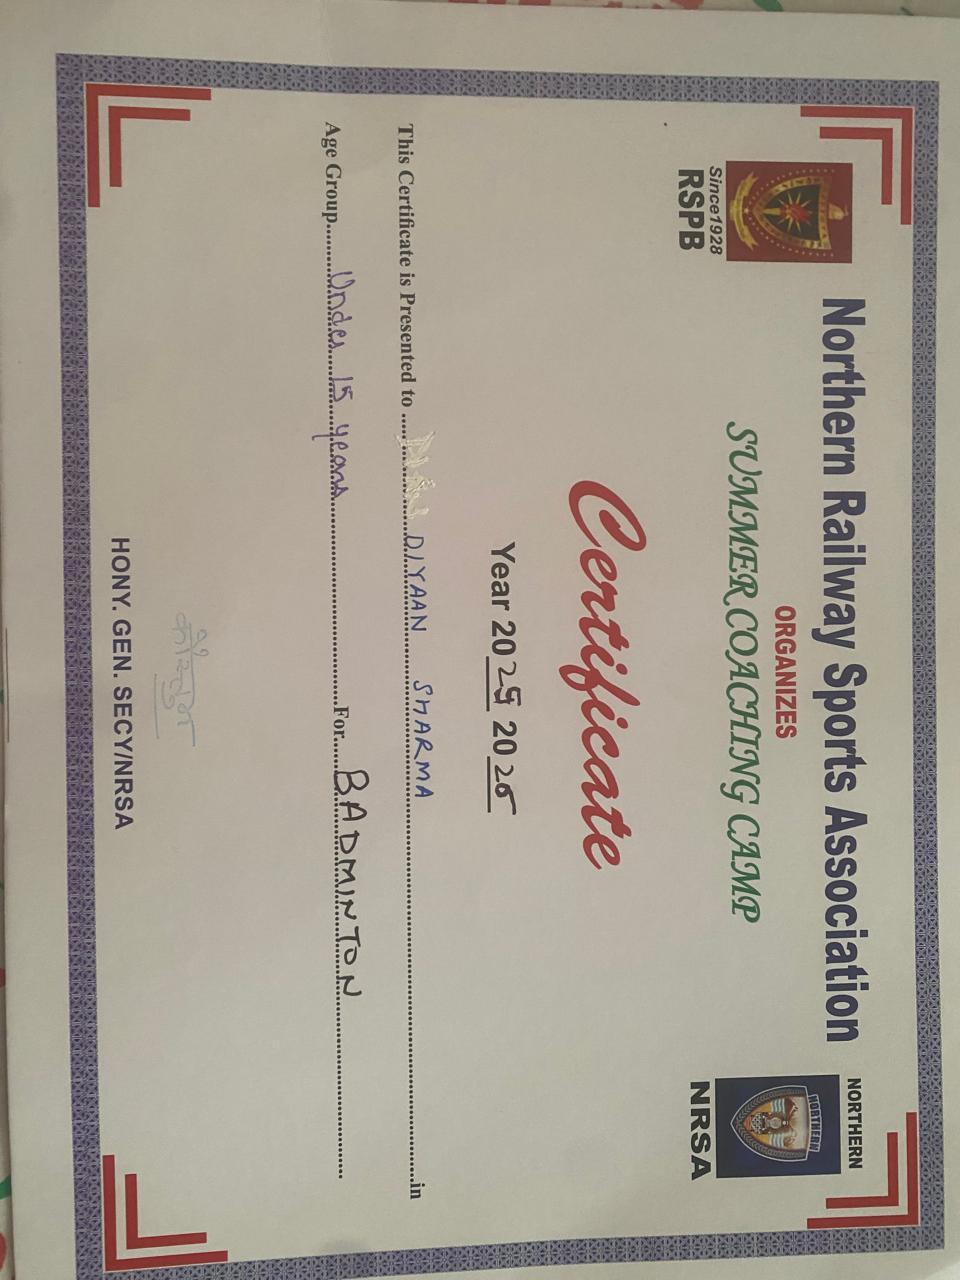 Northern Railway Sports Association
ORGANIZES
SUMMER COACHING CAMP
Since1928
RSPB
NORTHERN
NORTHERN
NRSA
Certificate
Year 2025 2025
This Certificate is Presented to ........ DIYAAN SHARMA ........in
Age Group........Under 15 years........For........BADMINTON........
HONY. GEN. SECY/NRSA